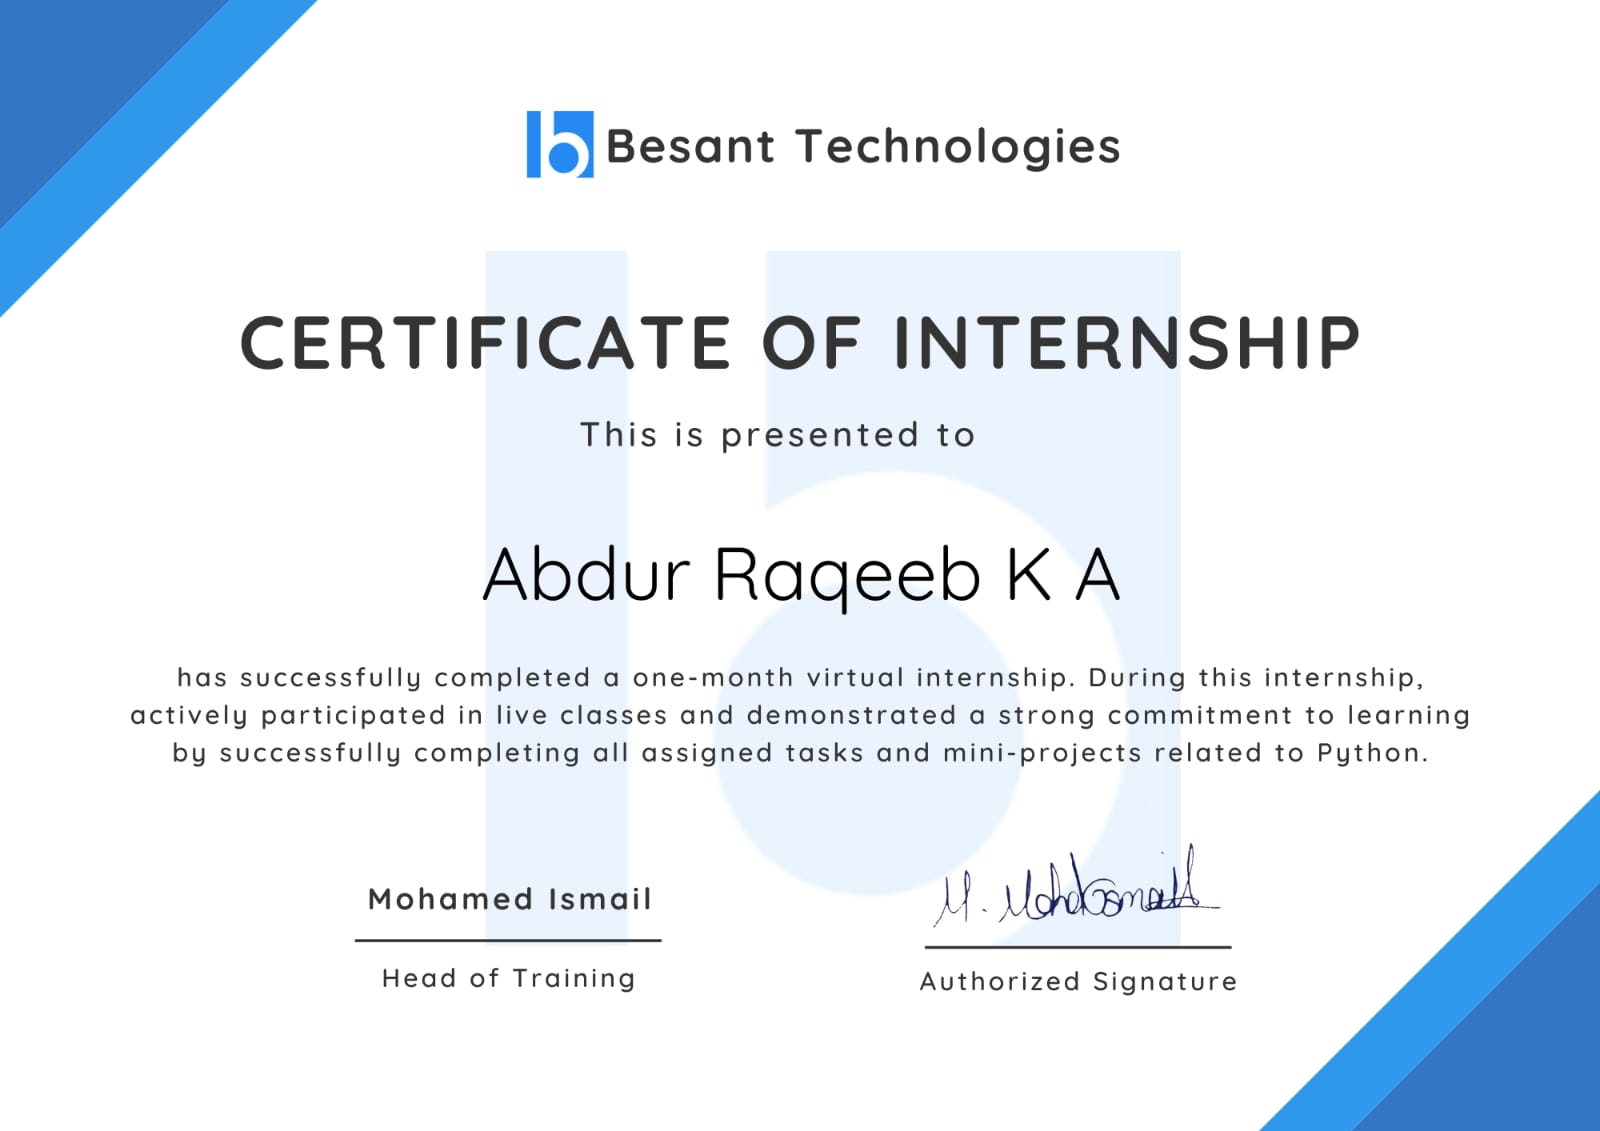 Besant Technologies
CERTIFICATE OF INTERNSHIP
This is presented to
Abdur Raqeeb K A
has successfully completed a one-month virtual internship. During this internship,
actively participated in live classes and demonstrated a strong commitment to learning
by successfully completing all assigned tasks and mini-projects related to Python.
Mohamed Ismail
Head of Training
Authorized Signature